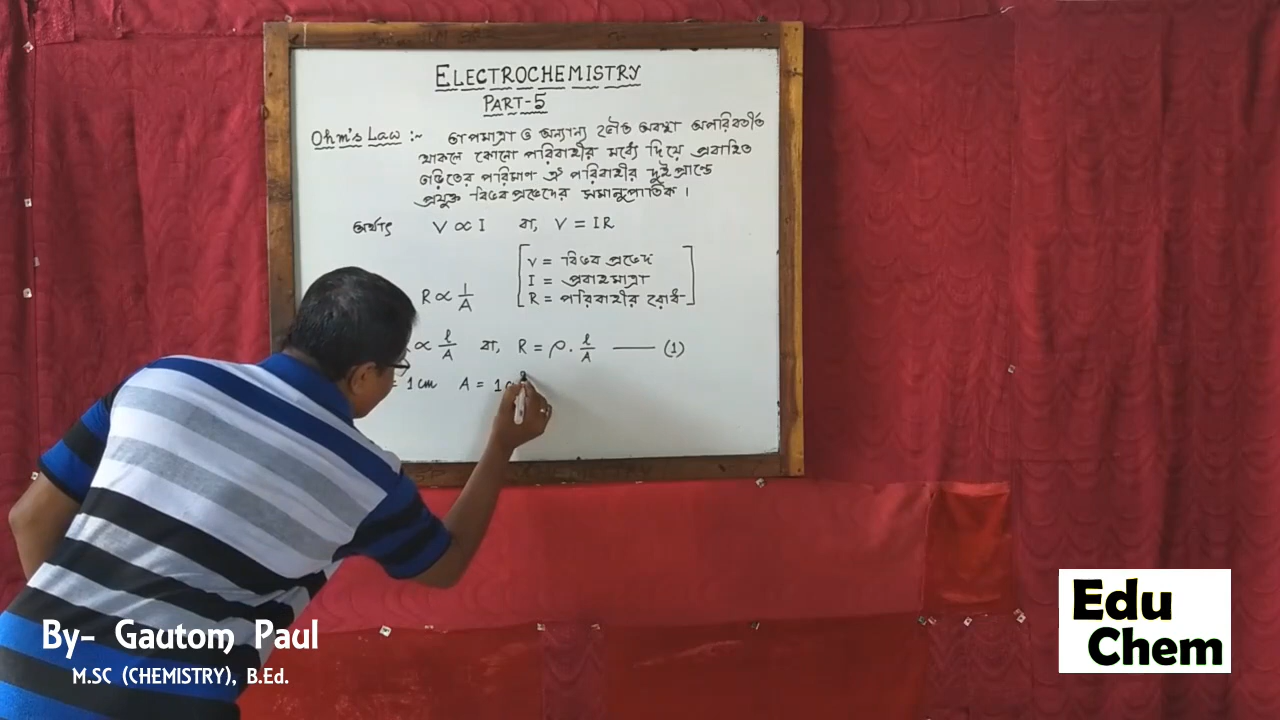 ELECTROCHEMISTRY
PART-5
Ohm's Law :- তাপমাত্রা ও অন্যান্য ভৌত অবস্থা অপরিবর্তীত
থাকলে কোনো পরিবাহীর মধ্যে দিয়ে প্রবাহিত
তড়িতের পরিমাণ ঐ পরিবাহীর দুই প্রান্তে
প্রযুক্ত বিভব প্রভেদের সমানুপাতিক ।
অর্থাৎ V ∝ I বা, V = IR
V = বিভব প্রভেদ
I = প্রবাহমাত্রা
R ∝ 1/A R = পরিবাহীর রোধ
∝ l/A বা, R = ρ. l/A —— (1)
= 1 cm A = 1 c
By- Gautom Paul
M.SC (CHEMISTRY), B.Ed.
Edu
Chem